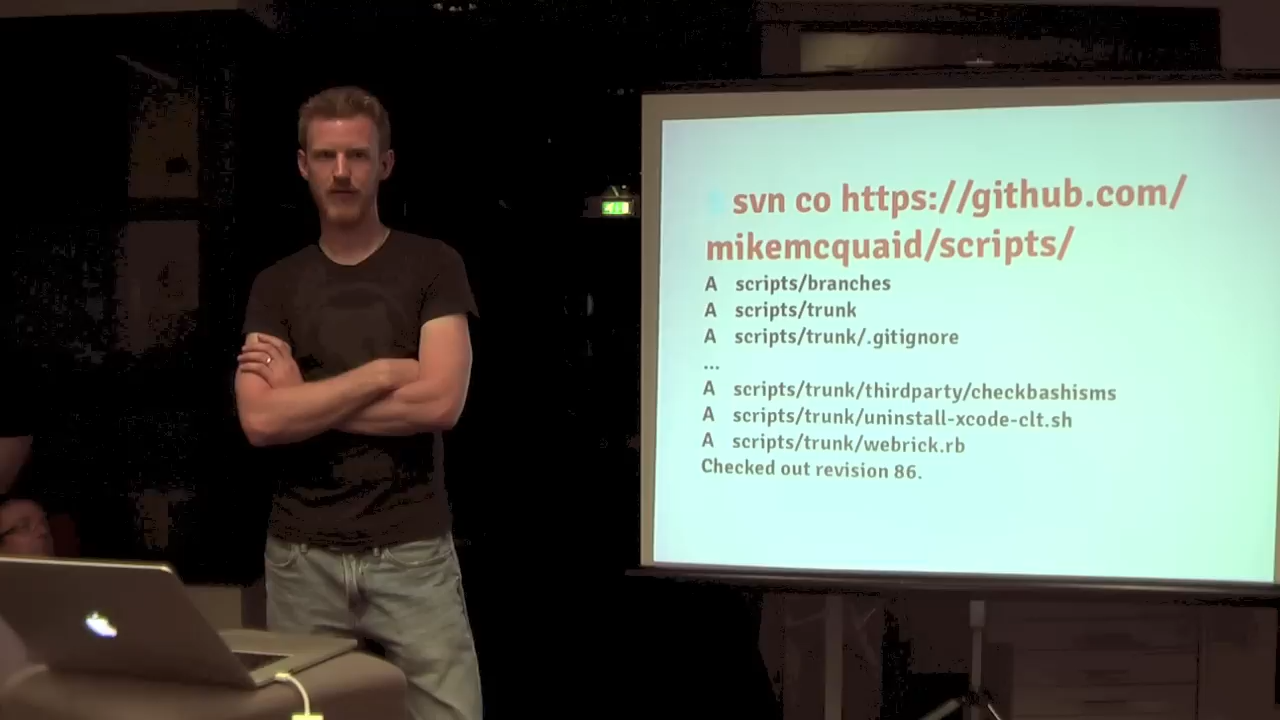 svn co https://github.com/
mikemcquaid/scripts/
A scripts/branches
A scripts/trunk
A scripts/trunk/.gitignore
...
A scripts/trunk/thirdparty/checkbashisms
A scripts/trunk/uninstall-xcode-clt.sh
A scripts/trunk/webrick.rb
Checked out revision 86.